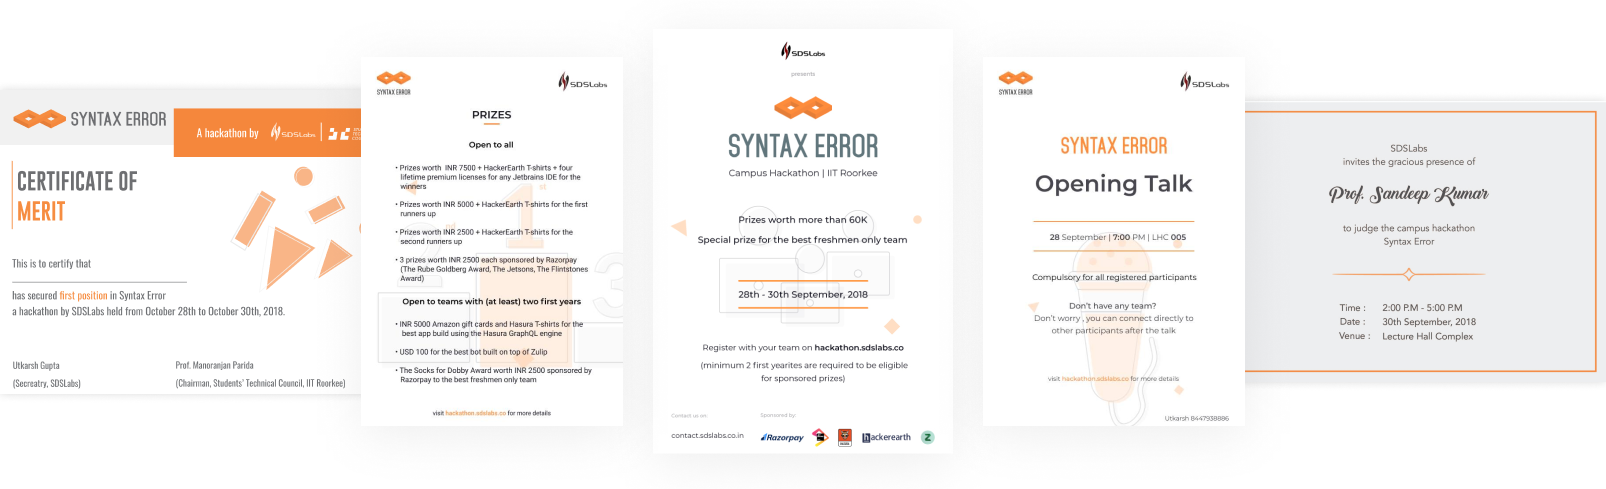 SYNTAX ERROR
A hackathon by SDSLabs
CERTIFICATE OF
MERIT
This is to certify that
has secured first position in Syntax Error
a hackathon by SDSLabs held from October 28th to October 30th, 2018.
Utkarsh Gupta
(Secreatry, SDSLabs)
Prof. Manoranjan Parida
(Chairman, Students' Technical Council, IIT Roorkee)
SYNTAX ERROR
SDSLabs
PRIZES
Open to all
• Prizes worth INR 7500 + HackerEarth T-shirts + four
lifetime premium licenses for any Jetbrains IDE for the
winners
• Prizes worth INR 5000 + HackerEarth T-shirts for the first
runners up
• Prizes worth INR 2500 + HackerEarth T-shirts for the
second runners up
• 3 prizes worth INR 2500 each sponsored by Razorpay
(The Rube Goldberg Award, The Jetsons, The Flintstones
Award)
Open to teams with (at least) two first years
• INR 5000 Amazon gift cards and Hasura T-shirts for the
best app build using the Hasura GraphQL engine
• USD 100 for the best bot built on top of Zulip
• The Socks for Dobby Award worth INR 2500 sponsored by
Razorpay to the best freshmen only team
visit hackathon.sdslabs.co for more details
SDSLabs
presents
SYNTAX ERROR
Campus Hackathon | IIT Roorkee
Prizes worth more than 60K
Special prize for the best freshmen only team
28th - 30th September, 2018
Register with your team on hackathon.sdslabs.co
(minimum 2 first yearites are required to be eligible
for sponsored prizes)
Contact us on:
contact.sdslabs.co.in
Sponsored by:
Razorpay
hackerearth
Z
SYNTAX ERROR
SDSLabs
SYNTAX ERROR
Opening Talk
28 September | 7:00 PM | LHC 005
Compulsory for all registered participants
Don't have any team?
Don't worry , you can connect directly to
other participants after the talk
visit hackathon.sdslabs.co for more details
Utkarsh 8447938886
SDSLabs
invites the gracious presence of
Prof. Sandeep Kumar
to judge the campus hackathon
Syntax Error
Time : 2:00 P.M - 5:00 P.M
Date : 30th September, 2018
Venue : Lecture Hall Complex